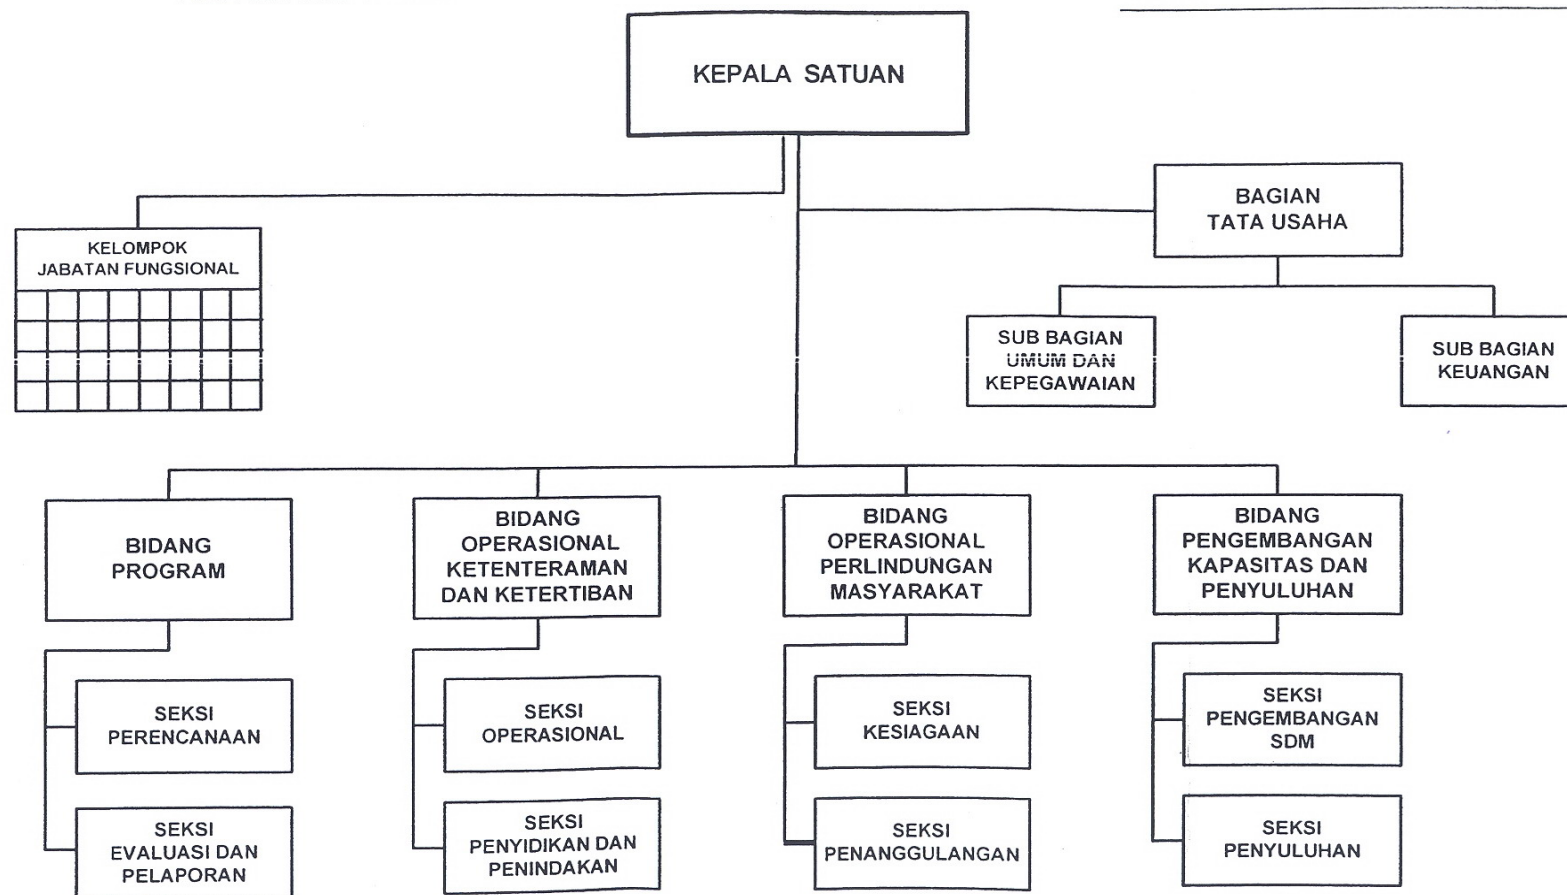 KEPALA SATUAN
BAGIAN
TATA USAHA
KELOMPOK
JABATAN FUNGSIONAL
SUB BAGIAN
UMUM DAN
KEPEGAWAIAN
SUB BAGIAN
KEUANGAN
BIDANG
PROGRAM
BIDANG
OPERASIONAL
KETENTERAMAN
DAN KETERTIBAN
BIDANG
OPERASIONAL
PERLINDUNGAN
MASYARAKAT
BIDANG
PENGEMBANGAN
KAPASITAS DAN
PENYULUHAN
SEKSI
PERENCANAAN
SEKSI
OPERASIONAL
SEKSI
KESIAGAAN
SEKSI
PENGEMBANGAN
SDM
SEKSI
EVALUASI DAN
PELAPORAN
SEKSI
PENYIDIKAN DAN
PENINDAKAN
SEKSI
PENANGGULANGAN
SEKSI
PENYULUHAN